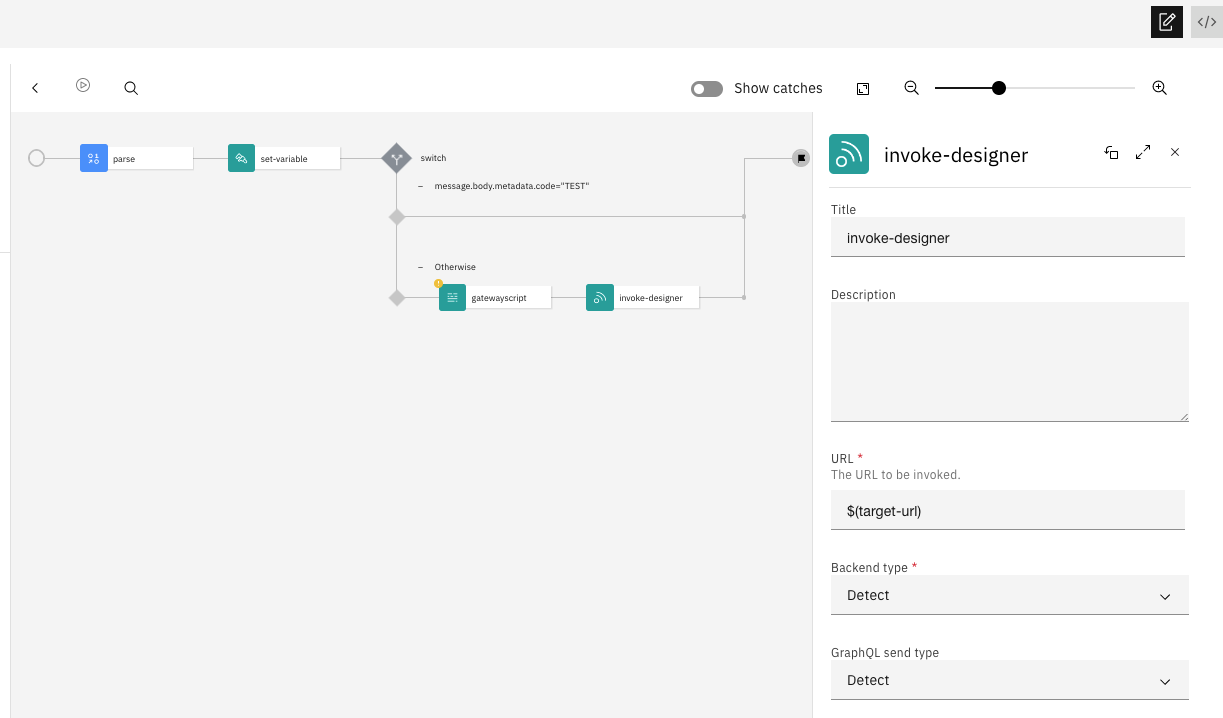 </>
Show catches
parse
set-variable
switch
– message.body.metadata.code="TEST"
– Otherwise
gatewayscript
invoke-designer
invoke-designer
Title
invoke-designer
Description
URL *
The URL to be invoked.
$(target-url)
Backend type *
Detect
GraphQL send type
Detect